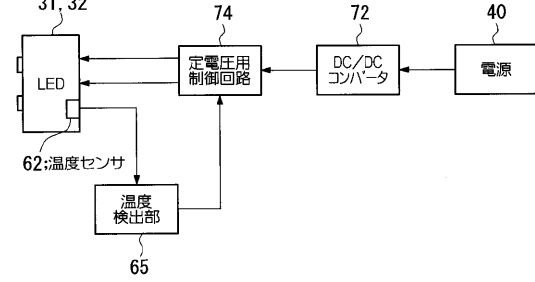 31, 32
74
72
40
LED
定電圧用
制御回路
DC/DC
コンバータ
電源
62;温度センサ
温度
検出部
65